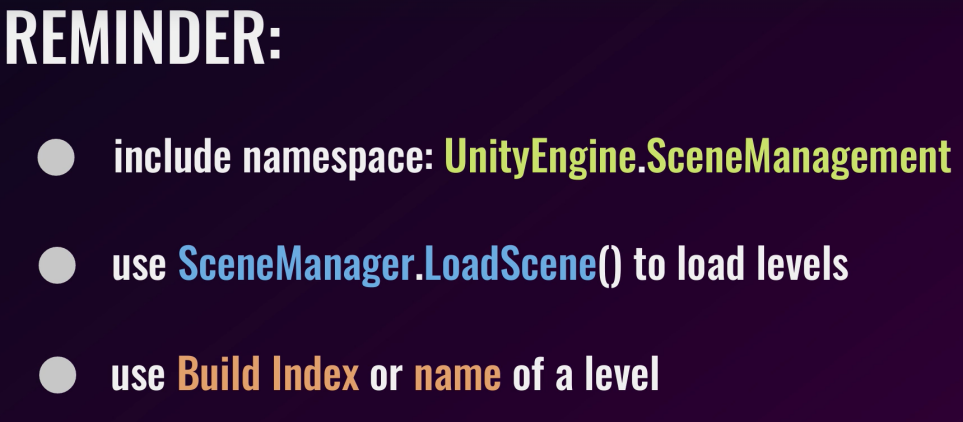 REMINDER:
include namespace: UnityEngine.SceneManagement
use SceneManager.LoadScene() to load levels
use Build Index or name of a level